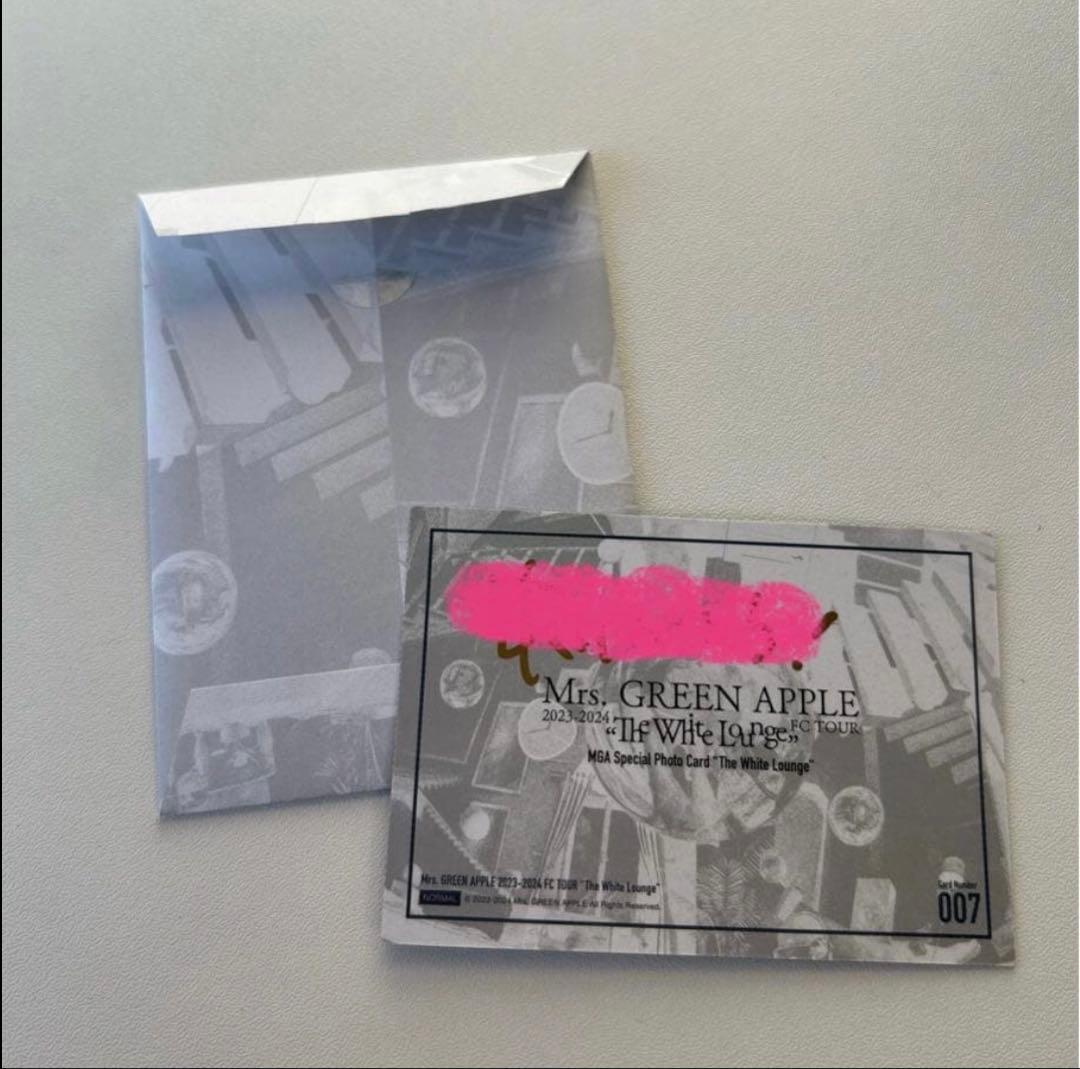 Mrs. GREEN APPLE
2023-2024 "The White Lounge" FC TOUR
MGA Special Photo Card "The White Lounge"
Mrs. GREEN APPLE 2023-2024 FC TOUR "The White Lounge"
NORMAL © 2023-2024 Mrs. GREEN APPLE All Rights Reserved.
Card Number
007